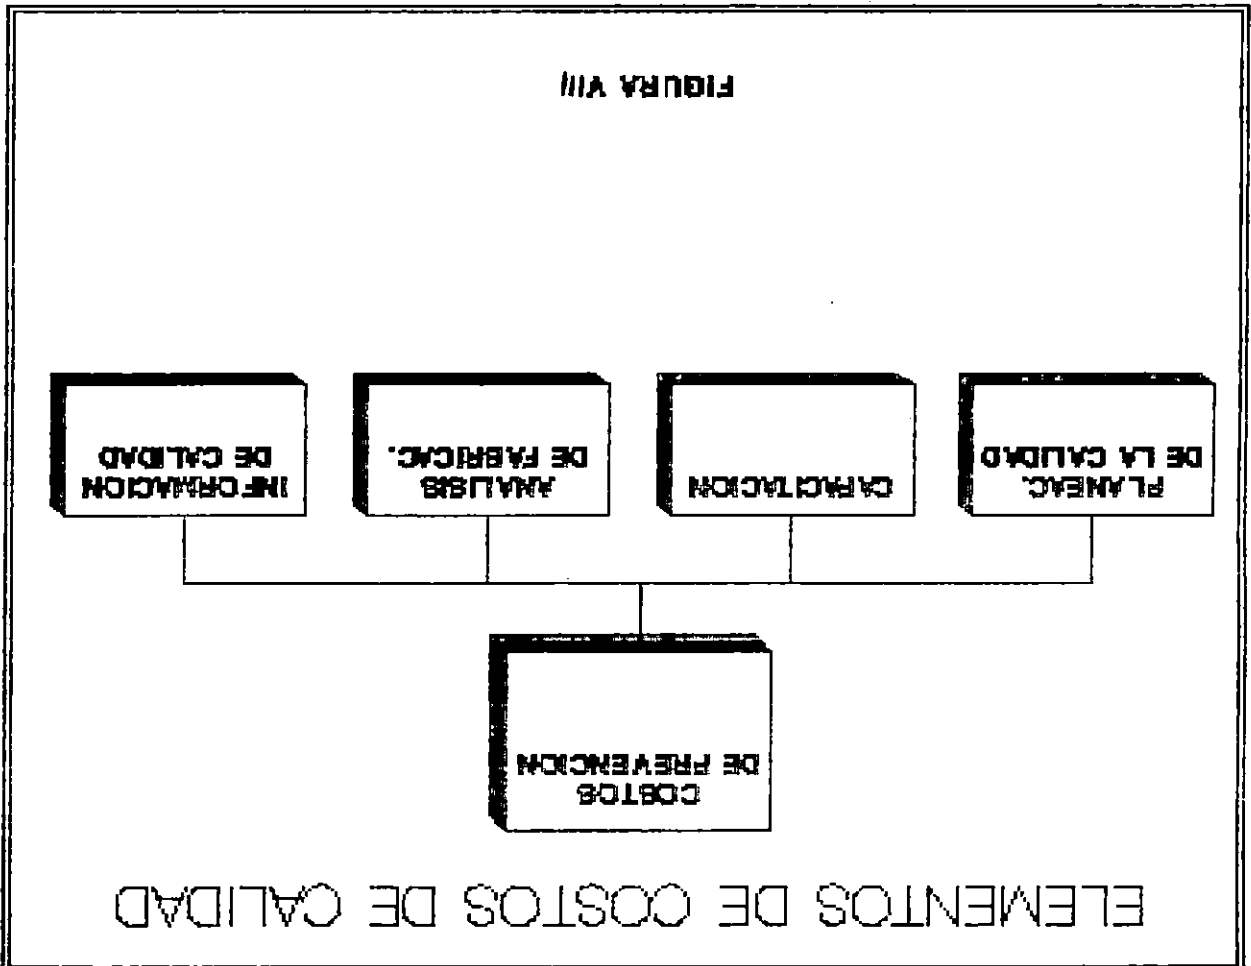 ELEMENTOS DE COSTOS DE CALIDAD
COSTOS
DE PREVENCION
PLANEAC.
DE LA CALIDAD
CAPACITACION
ANALISIS
DE FABRICAC.
INFORMACION
DE CALIDAD
FIGURA VIII